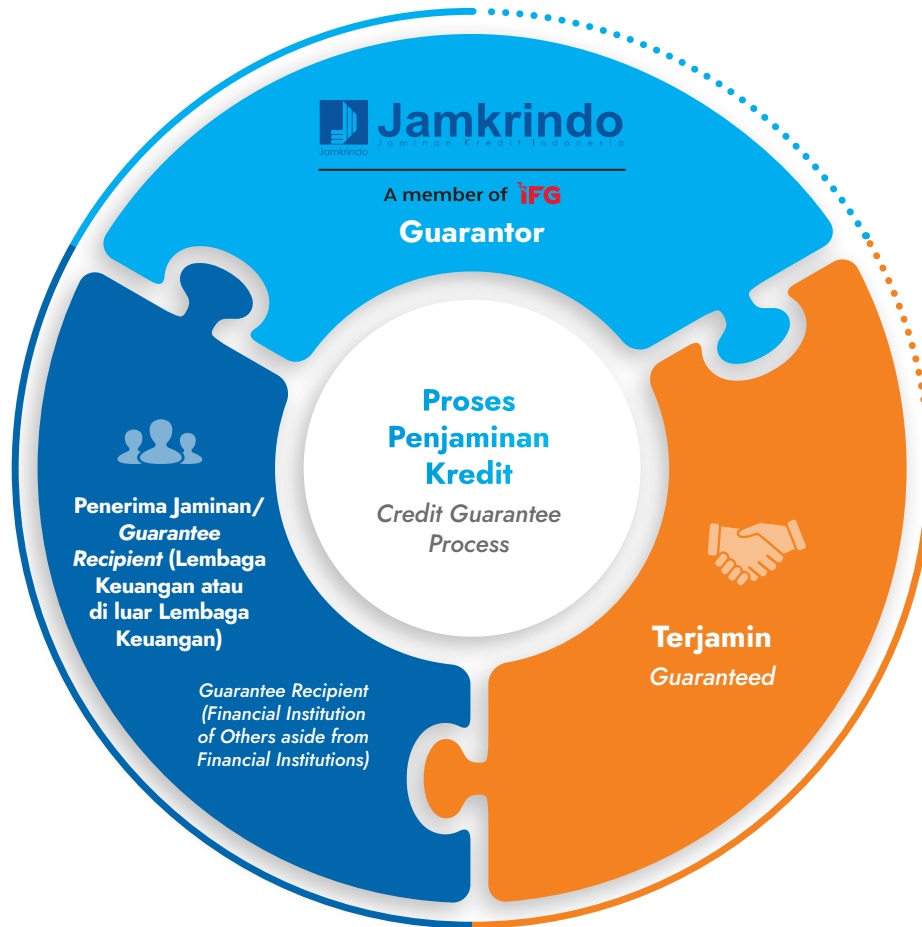 Jamkrindo
Jaminan Kredit Indonesia
Jamkrindo
A member of IFG
Guarantor
Proses
Penjaminan
Kredit
Credit Guarantee
Process
Penerima Jaminan/
Guarantee
Recipient (Lembaga
Keuangan atau
di luar Lembaga
Keuangan)
Guarantee Recipient
(Financial Institution
of Others aside from
Financial Institutions)
Terjamin
Guaranteed